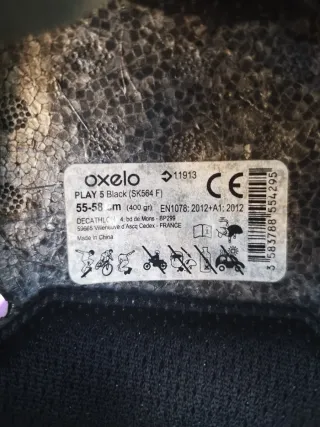 oxelo
11913
CE
PLAY 5 Black (SK564 F)
55-58 cm (400 gr)
EN1078: 2012+A1: 2012
DECATHLON 4, bd de Mons - BP299
59665 Villeneuve d'Ascq Cedex - FRANCE
Made in China
3 583788 554295